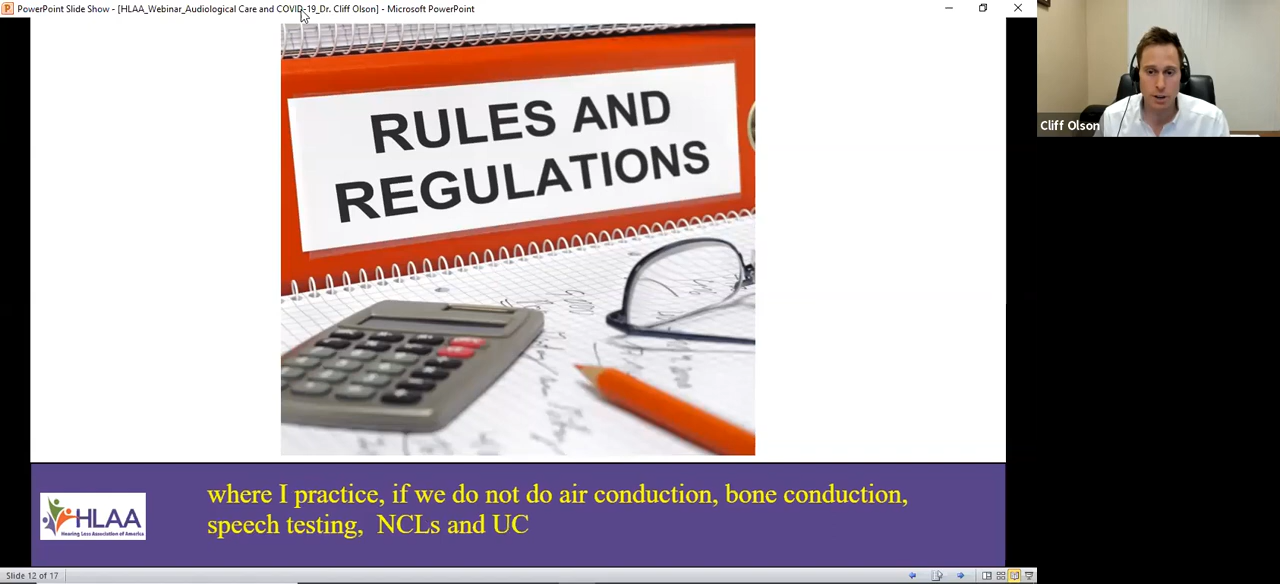 PowerPoint Slide Show - [HLAA_Webinar_Audiological Care and COVID-19_Dr. Cliff Olson] - Microsoft PowerPoint
RULES AND
REGULATIONS
Cliff Olson
HLAA
Hearing Loss Association of America
where I practice, if we do not do air conduction, bone conduction,
speech testing, NCLs and UC
Slide 12 of 17